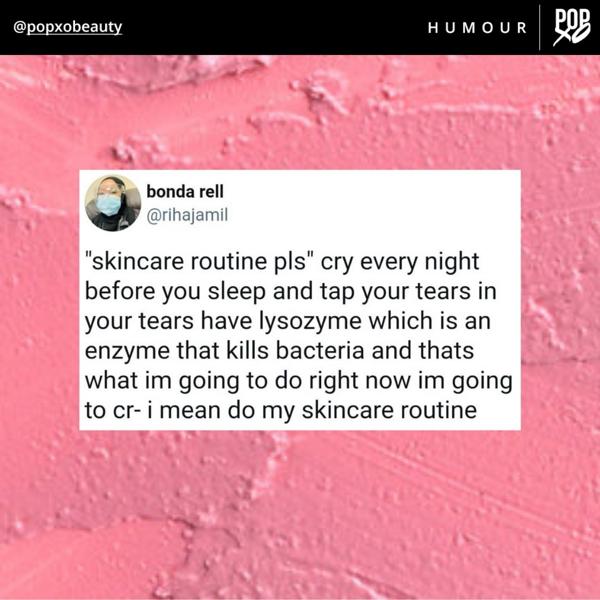 @popxobeauty
HUMOUR
POP
XO
bonda rell
@rihajamil
"skincare routine pls" cry every night
before you sleep and tap your tears in
your tears have lysozyme which is an
enzyme that kills bacteria and thats
what im going to do right now im going
to cr- i mean do my skincare routine